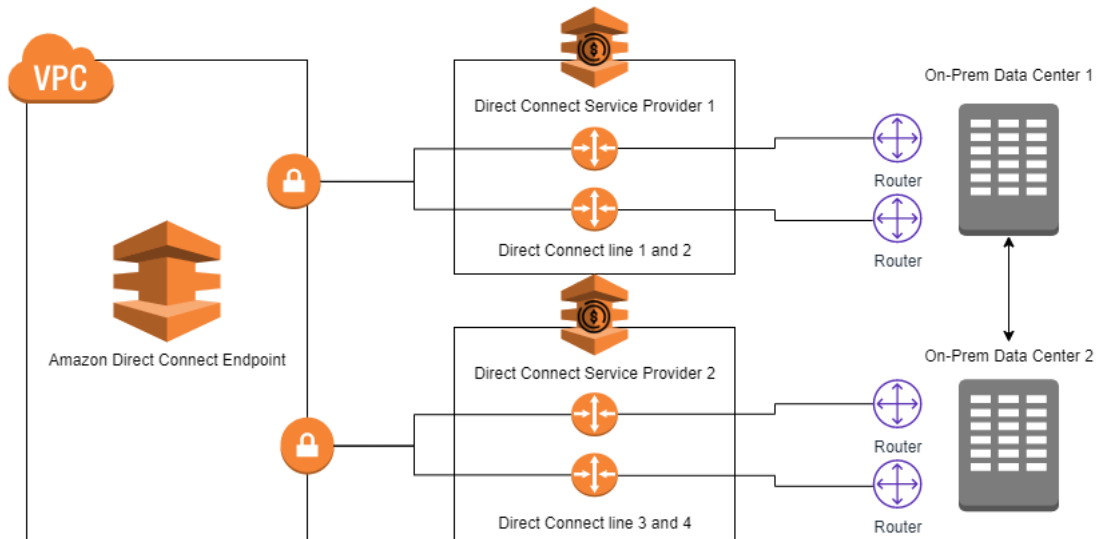 VPC
Amazon Direct Connect Endpoint
Direct Connect Service Provider 1
Direct Connect line 1 and 2
Direct Connect Service Provider 2
Direct Connect line 3 and 4
Router
Router
Router
Router
On-Prem Data Center 1
On-Prem Data Center 2
$
$